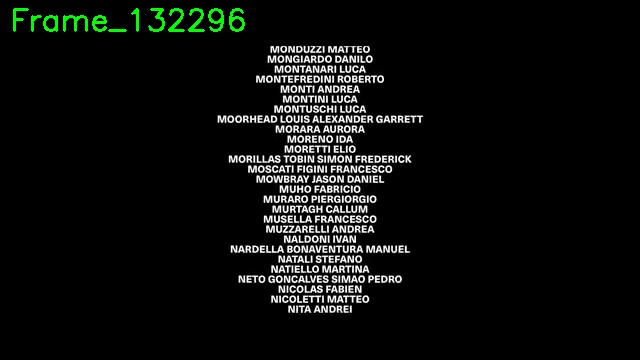 Frame_132296
MONDUZZI MATTEO
MONGIARDO DANILO
MONTANARI LUCA
MONTEFREDINI ROBERTO
MONTI ANDREA
MONTINI LUCA
MONTUSCHI LUCA
MOORHEAD LOUIS ALEXANDER GARRETT
MORARA AURORA
MORENO IDA
MORETTI ELIO
MORILLAS TOBIN SIMON FREDERICK
MOSCATI FIGINI FRANCESCO
MOWBRAY JASON DANIEL
MUHO FABRICIO
MURARO PIERGIORGIO
MURTAGH CALLUM
MUSELLA FRANCESCO
MUZZARELLI ANDREA
NALDONI IVAN
NARDELLA BONAVENTURA MANUEL
NATALI STEFANO
NATIELLO MARTINA
NETO GONCALVES SIMAO PEDRO
NICOLAS FABIEN
NICOLETTI MATTEO
NITA ANDREI